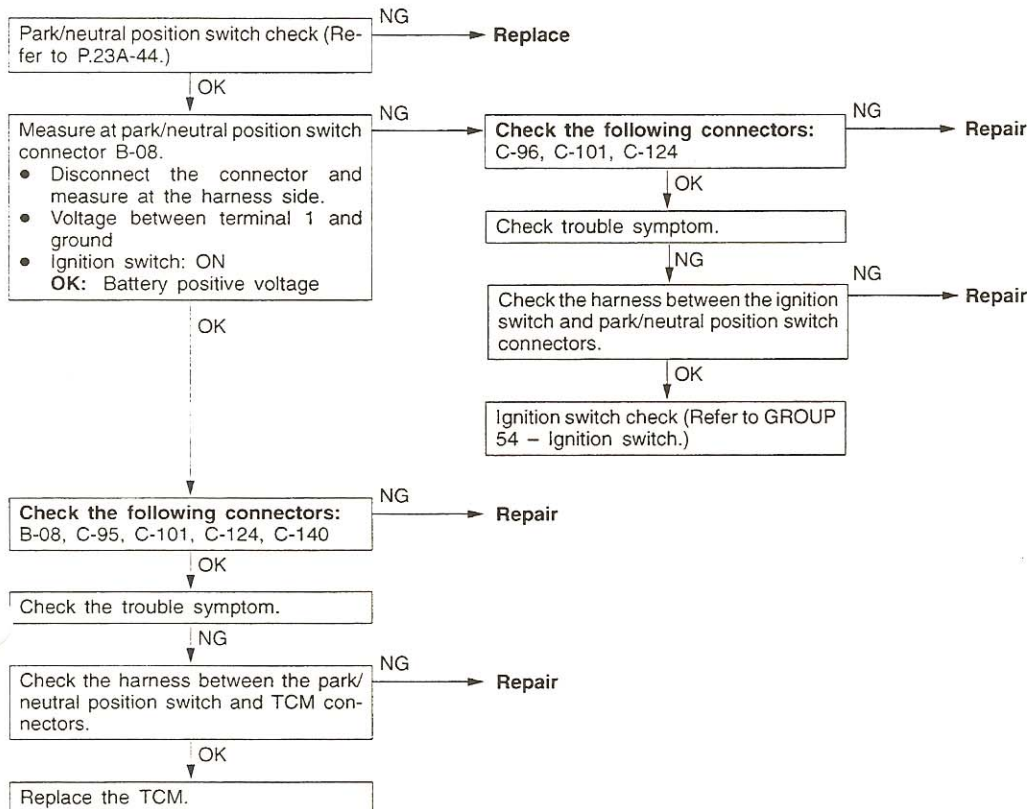 Park/neutral position switch check (Re-
fer to P.23A-44.)
NG
Replace
OK
Measure at park/neutral position switch
connector B-08.
● Disconnect the connector and
measure at the harness side.
● Voltage between terminal 1 and
ground
● Ignition switch: ON
OK: Battery positive voltage
NG
Check the following connectors:
C-96, C-101, C-124
NG
Repair
OK
Check trouble symptom.
NG
Check the harness between the ignition
switch and park/neutral position switch
connectors.
NG
Repair
OK
Ignition switch check (Refer to GROUP
54 – Ignition switch.)
OK
Check the following connectors:
B-08, C-95, C-101, C-124, C-140
NG
Repair
OK
Check the trouble symptom.
NG
Check the harness between the park/
neutral position switch and TCM con-
nectors.
NG
Repair
OK
Replace the TCM.